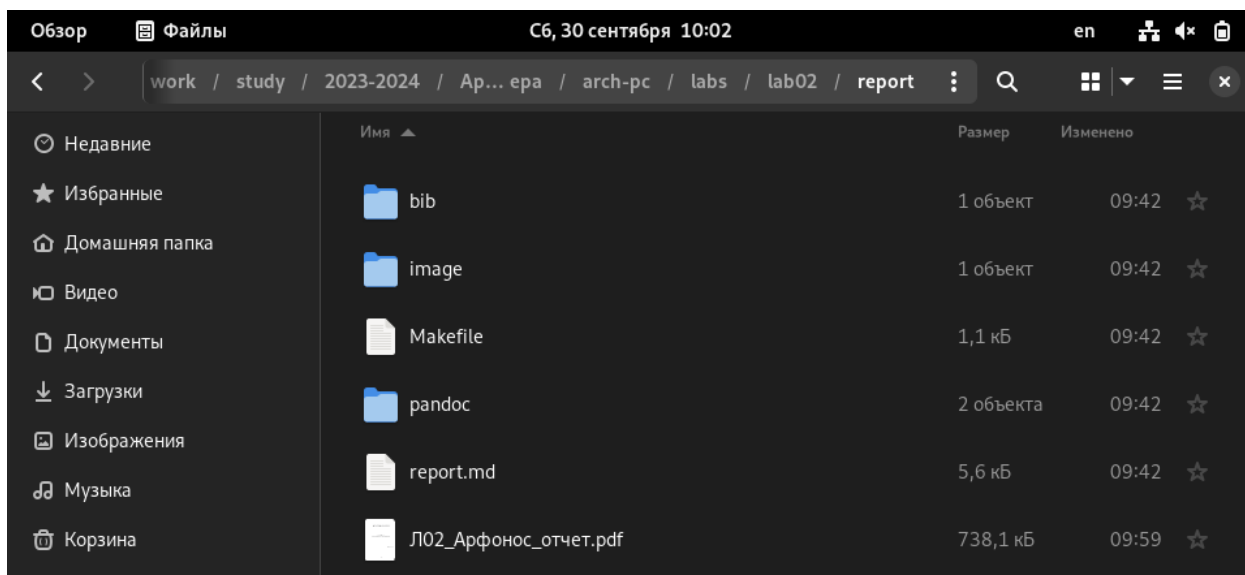 Обзор Файлы Сб, 30 сентября 10:02 en
work / study / 2023-2024 / Ар… ера / arch-pc / labs / lab02 / report
Имя Размер Изменено
Недавние
Избранные
Домашняя папка
Видео
Документы
Загрузки
Изображения
Музыка
Корзина
bib 1 объект 09:42
image 1 объект 09:42
Makefile 1,1 кБ 09:42
pandoc 2 объекта 09:42
report.md 5,6 кБ 09:42
Л02_Арфонос_отчет.pdf 738,1 кБ 09:59